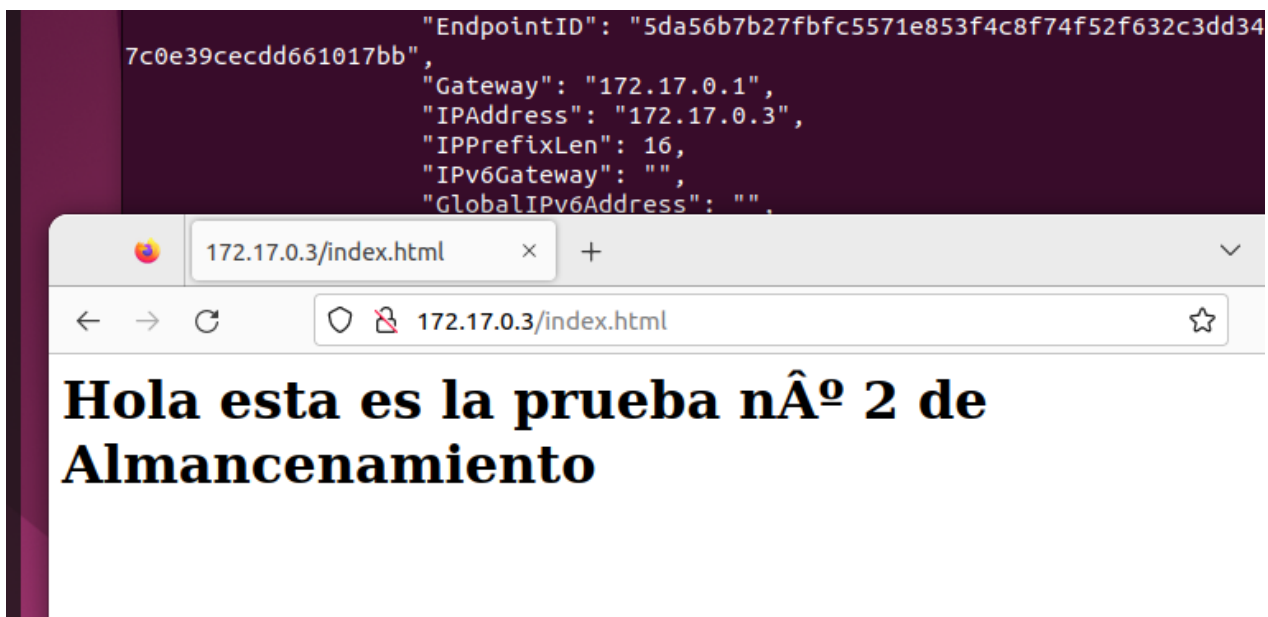 "EndpointID": "5da56b7b27fbfc5571e853f4c8f74f52f632c3dd34
7c0e39cecdd661017bb",
"Gateway": "172.17.0.1",
"IPAddress": "172.17.0.3",
"IPPrefixLen": 16,
"IPv6Gateway": "",
"GlobalIPv6Address": "",
172.17.0.3/index.html
172.17.0.3/index.html
Hola esta es la prueba nÂº 2 de
Almancenamiento